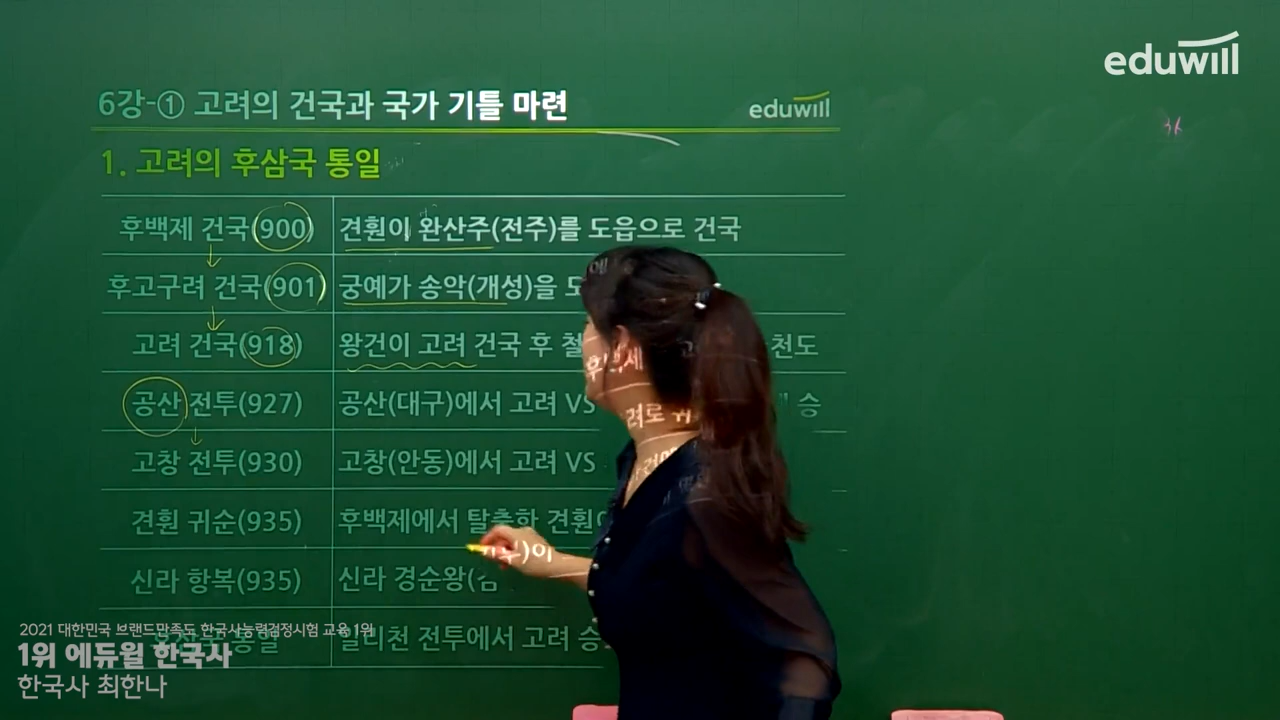 eduwill
6강-① 고려의 건국과 국가 기틀 마련
eduwill
1. 고려의 후삼국 통일
후백제 건국(900) 견훤이 완산주(전주)를 도읍으로 건국
후고구려 건국(901) 궁예가 송악(개성)을 도
고려 건국(918) 왕건이 고려 건국 후 철 천도
공산 전투(927) 공산(대구)에서 고려 VS 승
고창 전투(930) 고창(안동)에서 고려 VS
견훤 귀순(935) 후백제에서 탈출한 견훤이
신라 항복(935) 신라 경순왕(김부)이
통일 일리천 전투에서 고려 승
2021 대한민국 브랜드만족도 한국사능력검정시험 교육 1위
1위 에듀윌 한국사
한국사 최한나